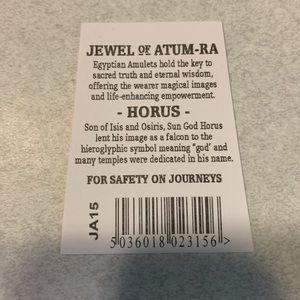 JEWEL OF ATUM-RA
Egyptian Amulets hold the key to
sacred truth and eternal wisdom,
offering the wearer magical images
and life-enhancing empowerment.
- HORUS -
Son of Isis and Osiris, Sun God Horus
lent his image as a falcon to the
hieroglyphic symbol meaning "god' and
many temples were dedicated in his name.
FOR SAFETY ON JOURNEYS
JA15
5 036018 023156 >